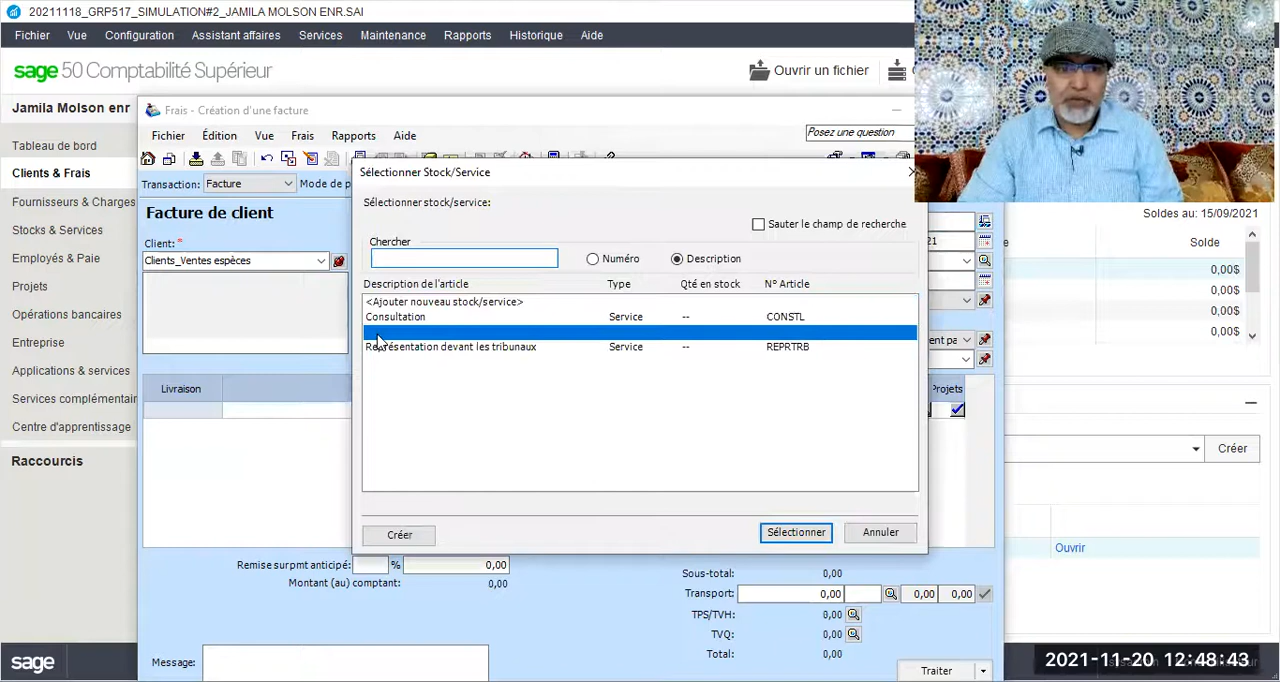 20211118_GRP517_SIMULATION#2_JAMILA MOLSON ENR.SAI
Fichier Vue Configuration Assistant affaires Services Maintenance Rapports Historique Aide
sage 50 Comptabilité Supérieur
Ouvrir un fichier
Jamila Molson enr
Tableau de bord
Clients & Frais
Fournisseurs & Charges
Stocks & Services
Employés & Paie
Projets
Opérations bancaires
Entreprise
Applications & services
Services complémentair
Centre d'apprentissage
Raccourcis
sage
Frais - Création d'une facture
Fichier Édition Vue Frais Rapports Aide
Posez une question
Transaction: Facture Mode de p
Facture de client
Client: *
Clients_Ventes espèces
Livraison
Sélectionner Stock/Service
Sélectionner stock/service:
Sauter le champ de recherche
Chercher
Numéro Description
Description de l'article Type Qté en stock N° Article
<Ajouter nouveau stock/service>
Consultation Service -- CONSTL
Représentation devant les tribunaux Service -- REPRTRB
Créer Sélectionner Annuler
21
ent pa
Projets
Remise sur pmt anticipé: % 0,00
Montant (au) comptant: 0,00
Sous-total: 0,00
Transport: 0,00 0,00 0,00
TPS/TVH: 0,00
TVQ: 0,00
Total: 0,00
Message:
Traiter
Soldes au: 15/09/2021
e Solde
0,00$
0,00$
0,00$
0,00$
Créer
Ouvrir
2021-11-20 12:48:43